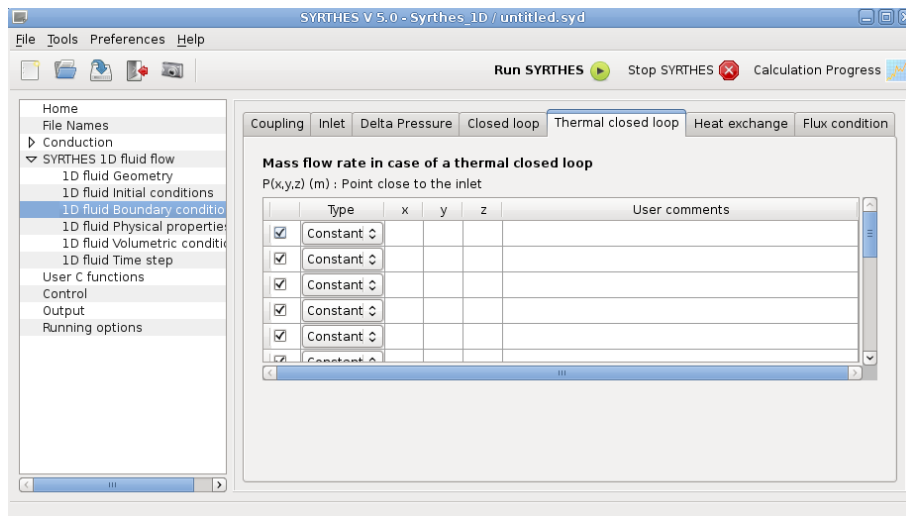 SYRTHES V 5.0 - Syrthes_1D / untitled.syd
File Tools Preferences Help
Run SYRTHES Stop SYRTHES Calculation Progress
Home
File Names
Conduction
SYRTHES 1D fluid flow
1D fluid Geometry
1D fluid Initial conditions
1D fluid Boundary conditio
1D fluid Physical properties
1D fluid Volumetric conditi
1D fluid Time step
User C functions
Control
Output
Running options
Coupling Inlet Delta Pressure Closed loop Thermal closed loop Heat exchange Flux condition
Mass flow rate in case of a thermal closed loop
P(x,y,z) (m) : Point close to the inlet
Type x y z User comments
Constant
Constant
Constant
Constant
Constant
Constant